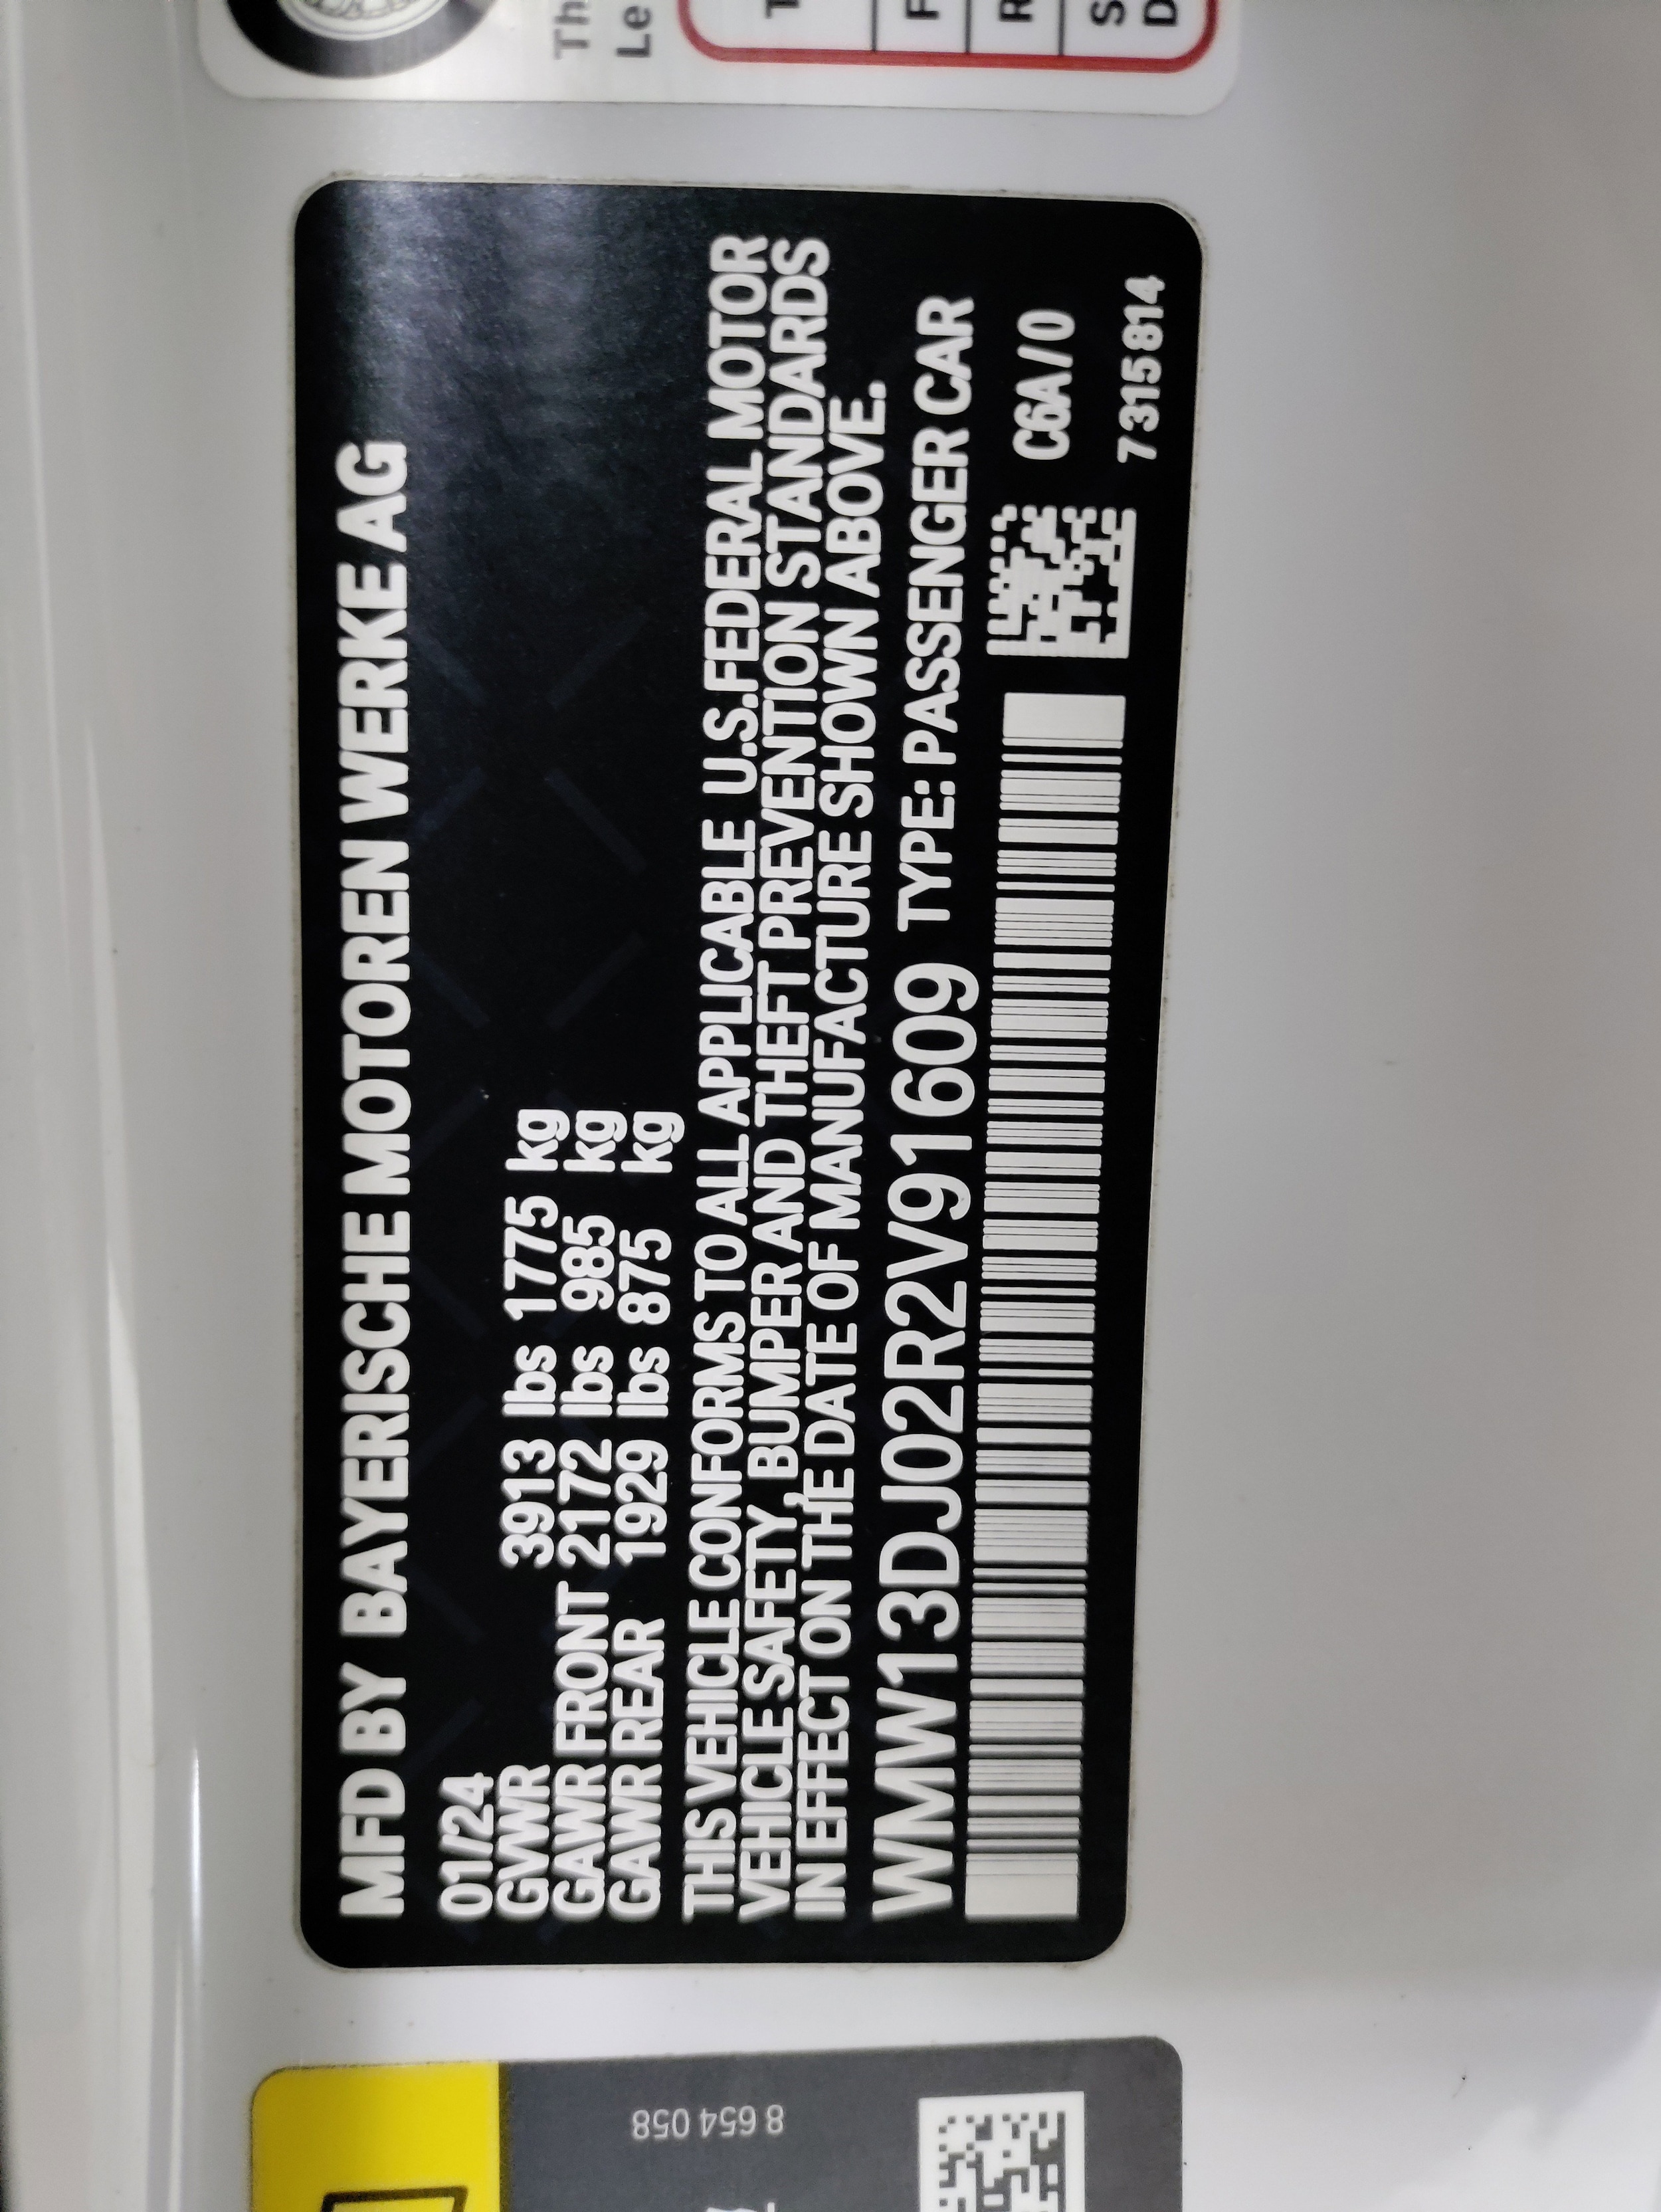 MFD BY BAYERISCHE MOTOREN WERKE AG
01/24
GVWR 3913 lbs 1775 kg
GAWR FRONT 2172 lbs 985 kg
GAWR REAR 1929 lbs 875 kg
THIS VEHICLE CONFORMS TO ALL APPLICABLE U.S.FEDERAL MOTOR
VEHICLE SAFETY, BUMPER AND THEFT PREVENTION STANDARDS
IN EFFECT ON THE DATE OF MANUFACTURE SHOWN ABOVE.
WMW13DJ02R2V91609 TYPE: PASSENGER CAR
C6A/0
7315814
8 654 058